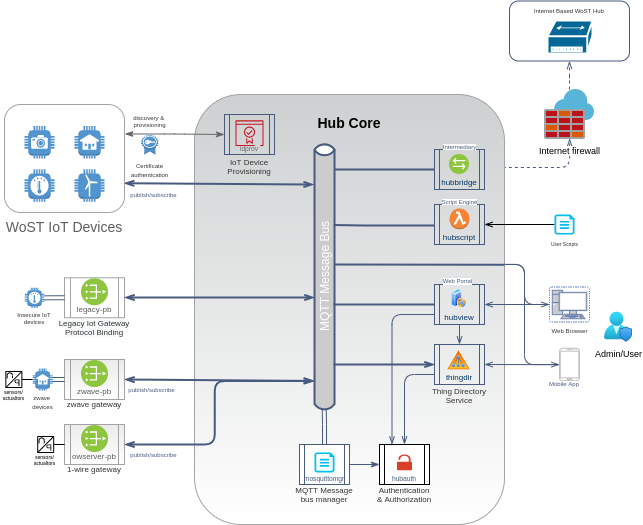 Internet Based WoST Hub
Internet firewall
Hub Core
discovery &
provisioning
Certificate
authentication
publish/subscribe
WoST IoT Devices
idprov
IoT Device
Provisioning
MQTT Message Bus
Intermediary
hubbridge
Script Engine
hubscript
User Scripts
Web Portal
hubview
thingdir
Thing Directory
Service
Web Browser
Mobile App
Admin/User
Insecure IoT
devices
legacy-pb
Legacy Iot Gateway
Protocol Binding
sensors/
actuators
zwave
devices
zwave-pb
zwave gateway
publish/subscribe
sensors/
actuators
owserver-pb
1-wire gateway
publish/subscribe
mosquittomgr
MQTT Message
bus manager
hubauth
Authentication
& Authorization